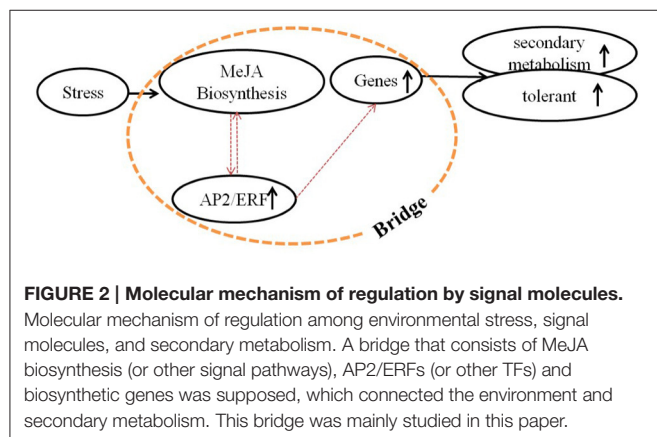 secondary
metabolism
MeJA
Biosynthesis
Genes
Stress
tolerant
AP2/ERF
Bridge
FIGURE 2 | Molecular mechanism of regulation by signal molecules.
Molecular mechanism of regulation among environmental stress, signal
molecules, and secondary metabolism. A bridge that consists of MeJA
biosynthesis (or other signal pathways), AP2/ERFs (or other TFs) and
biosynthetic genes was supposed, which connected the environment and
secondary metabolism. This bridge was mainly studied in this paper.